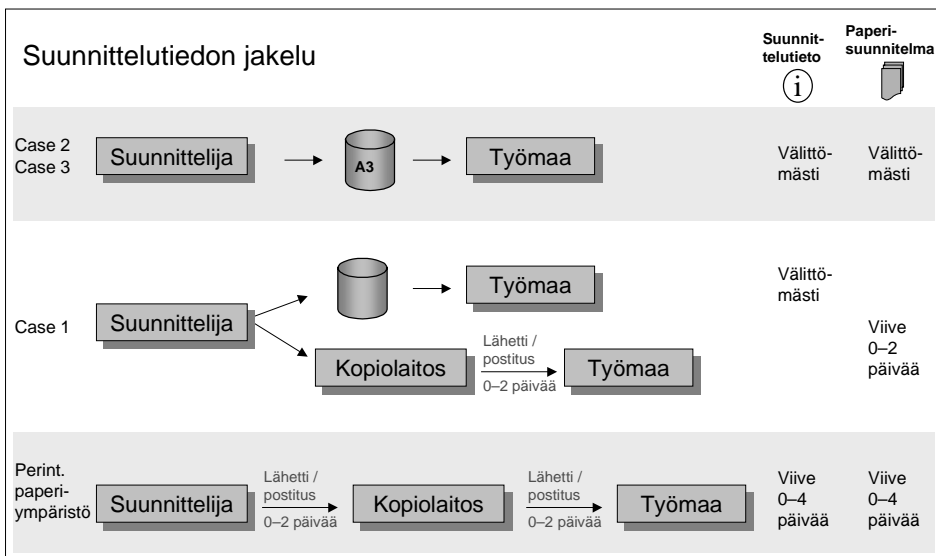 Suunnittelutiedon jakelu
Suunnit-
telutieto
i
Paperi-
suunnitelma
Case 2
Case 3
Suunnittelija
A3
Työmaa
Välittö-
mästi
Välittö-
mästi
Case 1
Suunnittelija
Työmaa
Välittö-
mästi
Kopiolaitos
Lähetti /
postitus
0–2 päivää
Työmaa
Viive
0–2
päivää
Perint.
paperi-
ympäristö
Suunnittelija
Lähetti /
postitus
0–2 päivää
Kopiolaitos
Lähetti /
postitus
0–2 päivää
Työmaa
Viive
0–4
päivää
Viive
0–4
päivää